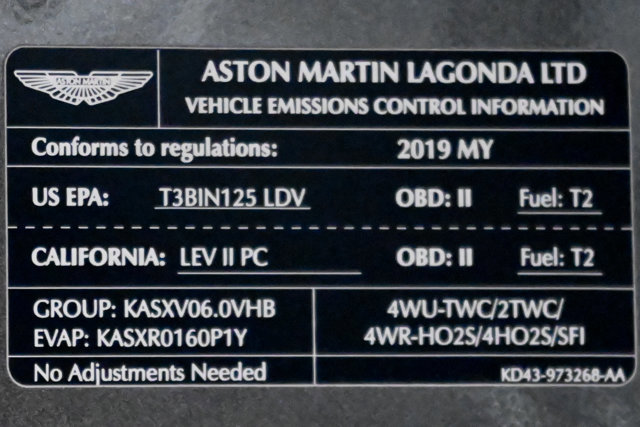 ASTON MARTIN
ASTON MARTIN LAGONDA LTD
VEHICLE EMISSIONS CONTROL INFORMATION
Conforms to regulations: 2019 MY
US EPA: T3BIN125 LDV OBD: II Fuel: T2
CALIFORNIA: LEV II PC OBD: II Fuel: T2
GROUP: KASXV06.0VHB
EVAP: KASXR0160P1Y
4WU-TWC/2TWC/
4WR-HO2S/4HO2S/SFI
No Adjustments Needed
KD43-973268-AA